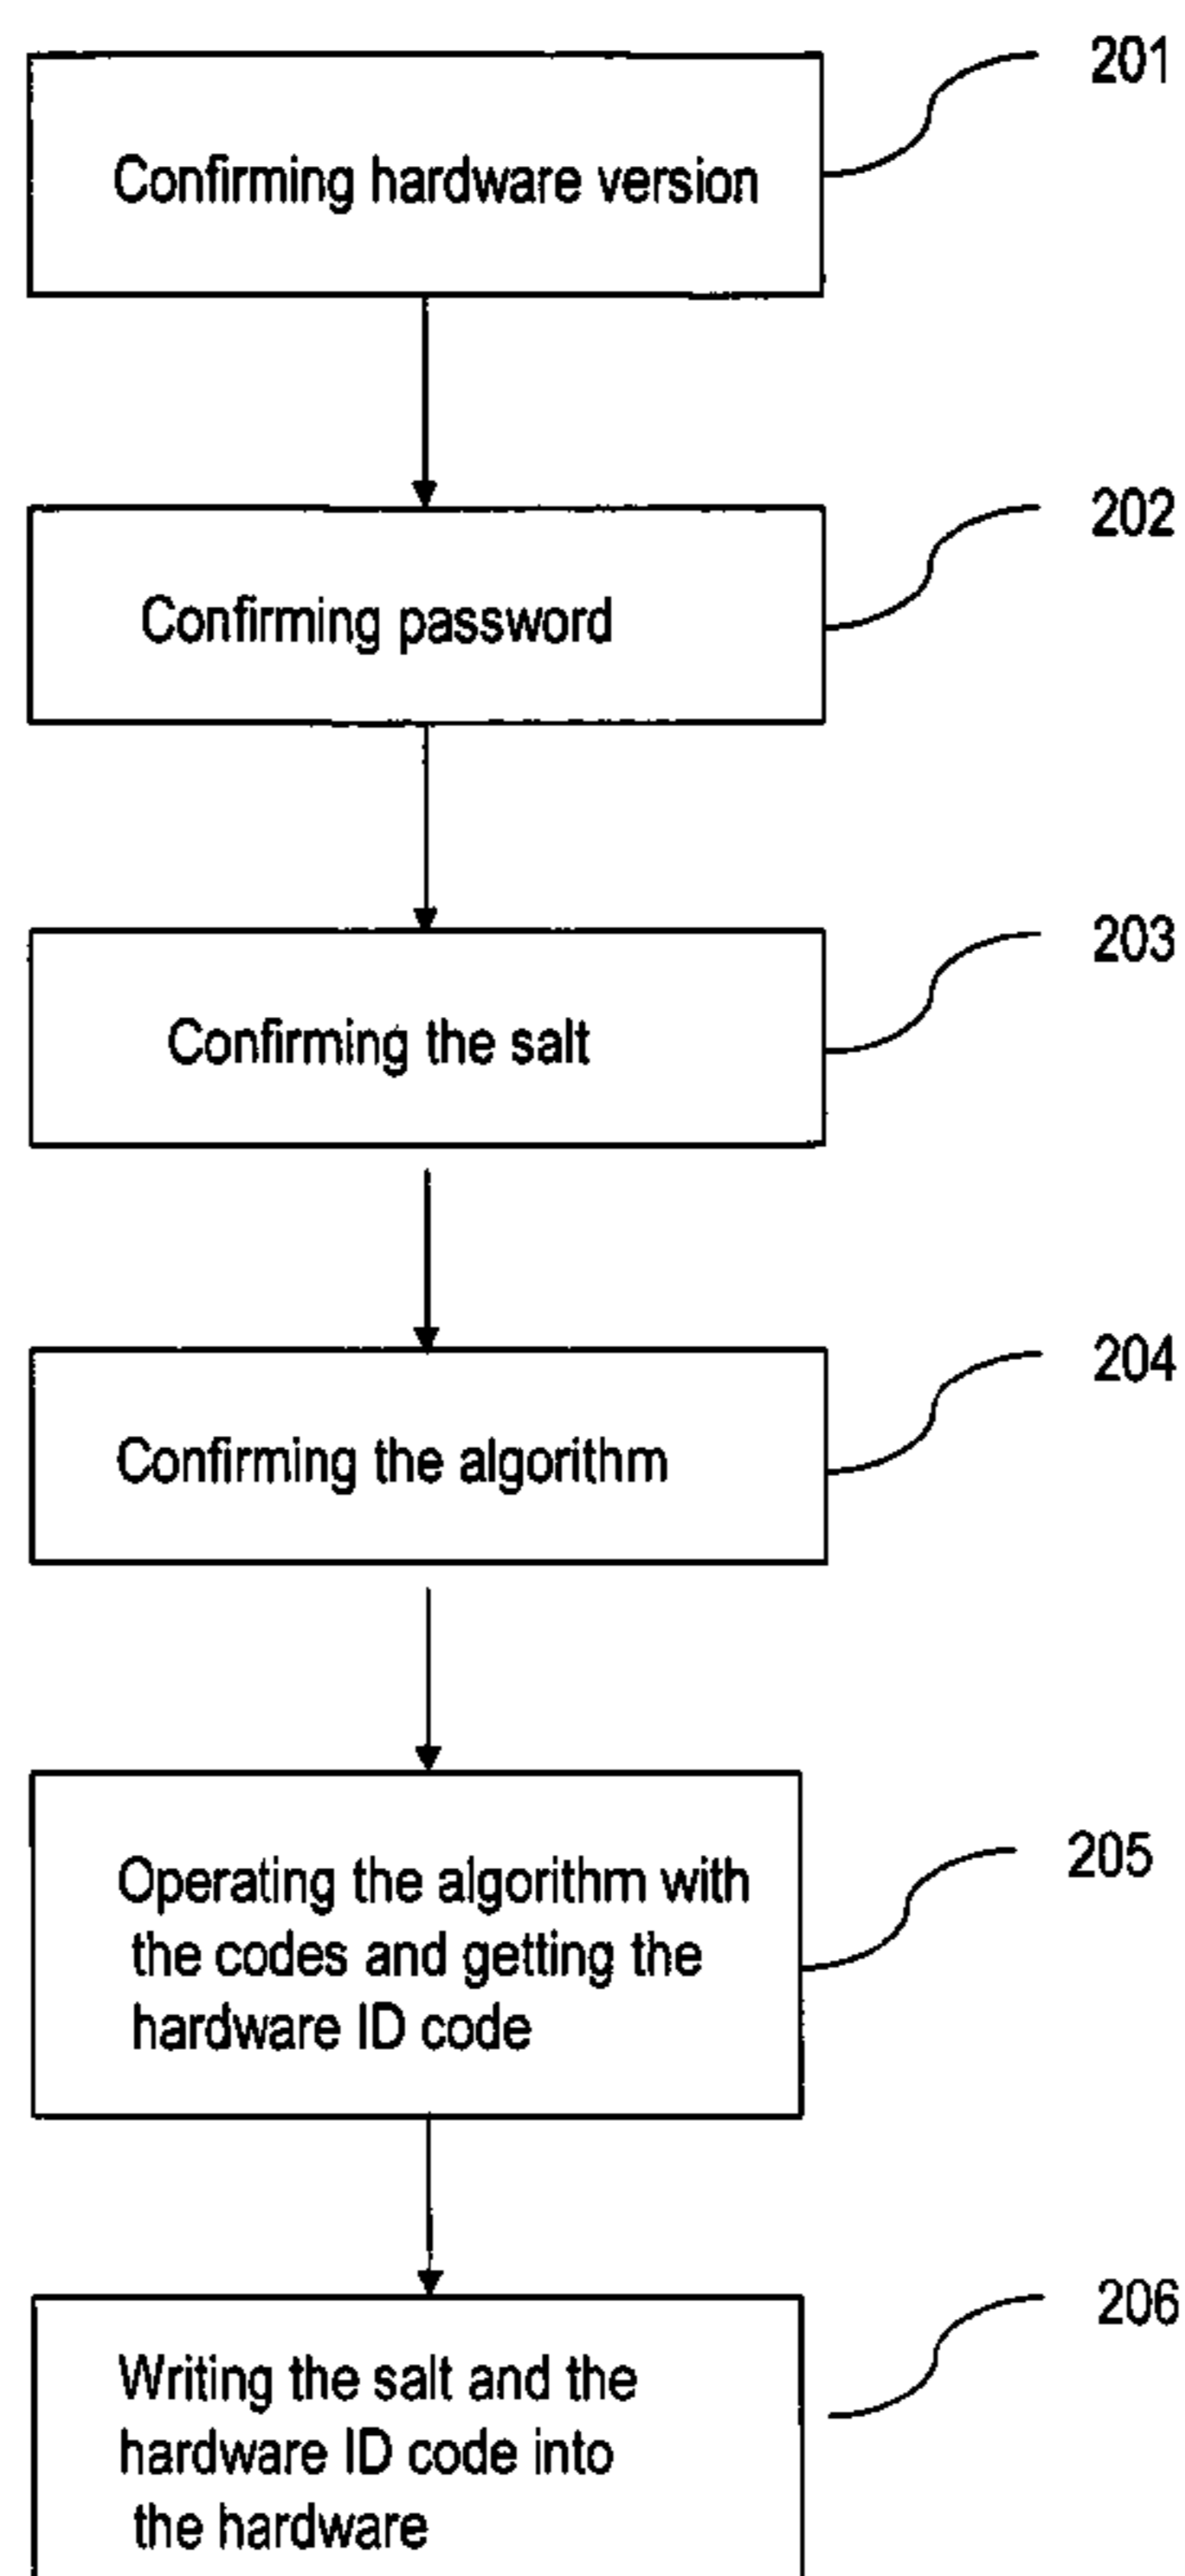 201
Confirming hardware version
202
Confirming password
203
Confirming the salt
204
Confirming the algorithm
205
Operating the algorithm with
the codes and getting the
hardware ID code
206
Writing the salt and the
hardware ID code into
the hardware